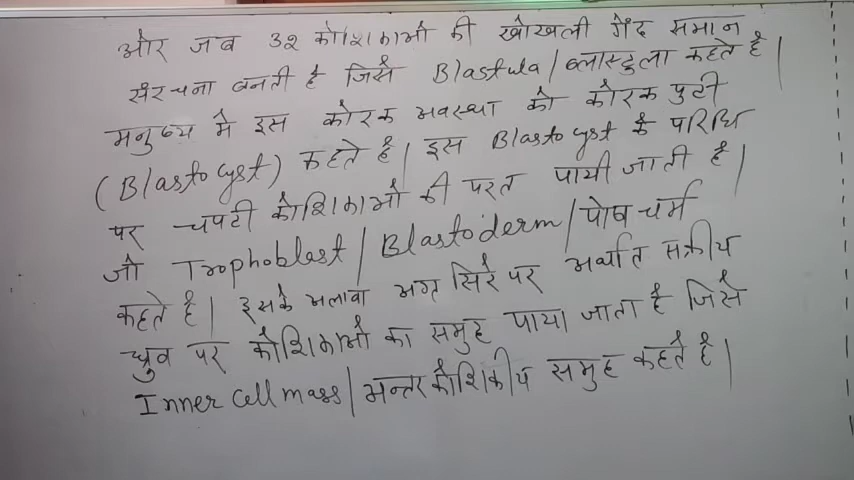 और जब 32 कोशिकाओं की खोखली गेंद समान
संरचना बनती है जिसे Blastula/ब्लास्टुला कहते है|
मनुष्य में इस कोरक अवस्था को कोरक पुटी
(Blastocyst) कहते है| इस Blastocyst के परिधि
पर चपटी कोशिकाओं की परत पायी जाती है|
जो Trophoblast/Blastoderm/पोषचर्म
कहते है| इसके अलावा अग्र सिरे पर अर्थात सक्रीय
ध्रुव पर कोशिकाओं का समुह पाया जाता है जिसे
Inner Cell mass/अन्तर कोशिकीय समुह कहते है|